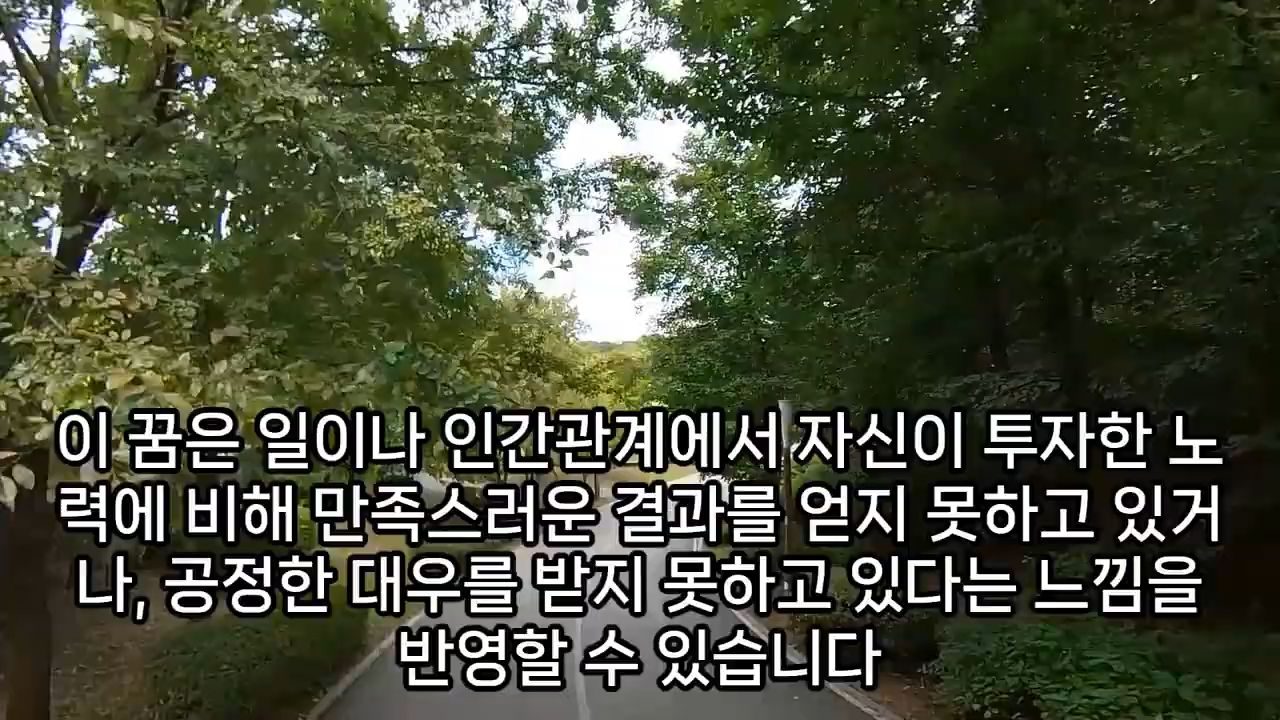 이 꿈은 일이나 인간관계에서 자신이 투자한 노
력에 비해 만족스러운 결과를 얻지 못하고 있거
나, 공정한 대우를 받지 못하고 있다는 느낌을
반영할 수 있습니다